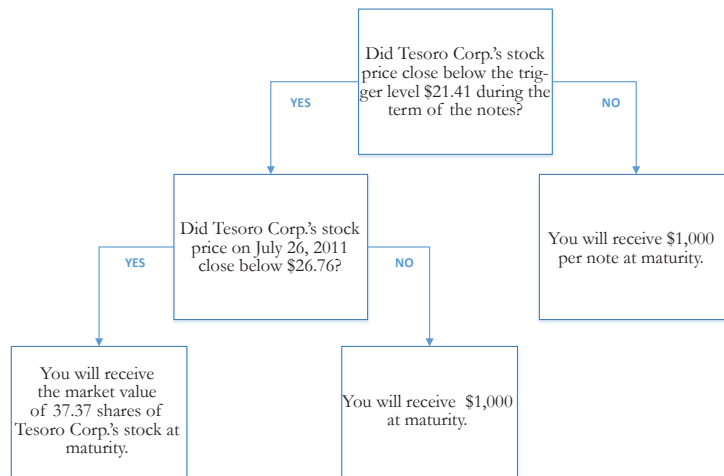 Did Tesoro Corp.'s stock
price close below the trig-
ger level $21.41 during the
term of the notes?
YES
NO
Did Tesoro Corp.'s stock
price on July 26, 2011
close below $26.76?
You will receive $1,000
per note at maturity.
YES
NO
You will receive
the market value
of 37.37 shares of
Tesoro Corp.'s stock at
maturity.
You will receive $1,000
at maturity.